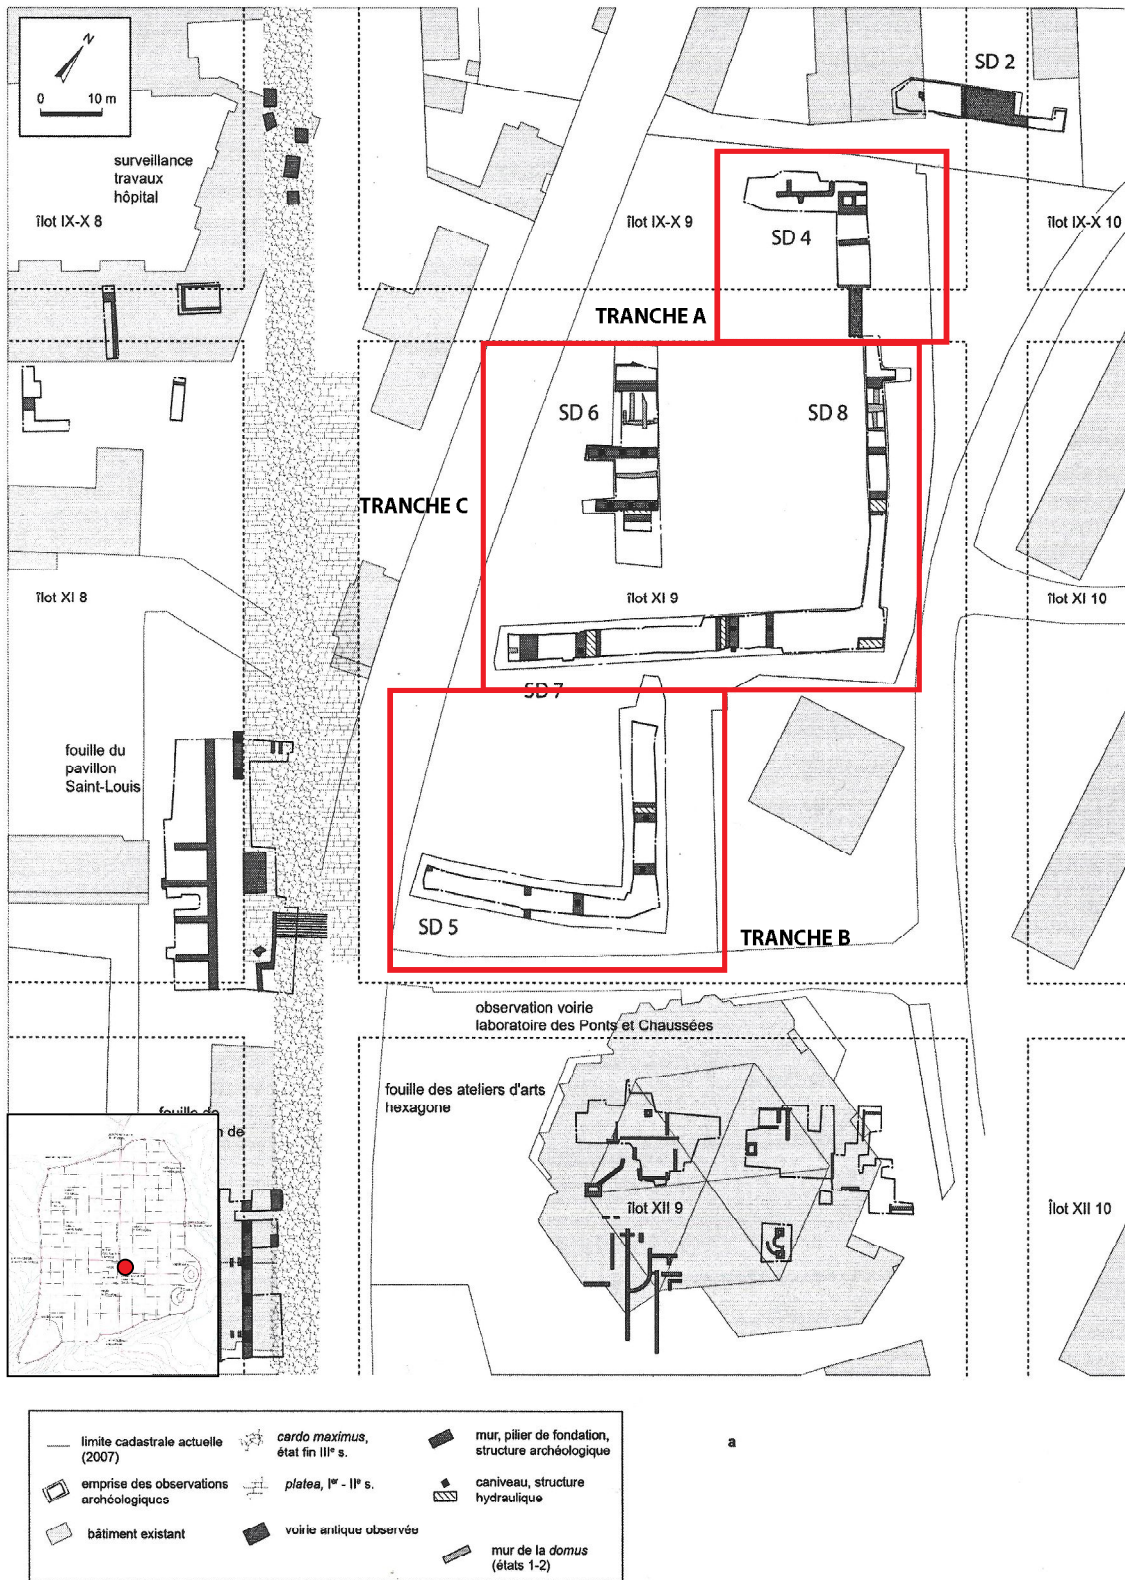 N
0 10 m
SD 2
surveillance
travaux
hôpital
îlot IX-X 8
îlot IX-X 9
îlot IX-X 10
SD 4
TRANCHE A
SD 6
SD 8
TRANCHE C
îlot XI 8
îlot XI 9
îlot XI 10
SD 7
fouille du
pavillon
Saint-Louis
SD 5
TRANCHE B
observation voirie
laboratoire des Ponts et Chaussées
fouille des ateliers d'arts
hexagone
fouille de
n de
îlot XII 9
Îlot XII 10
limite cadastrale actuelle
(2007)
emprise des observations
archéologiques
bâtiment existant
cardo maximus,
état fin IIIᵉ s.
platea, Iᵉʳ - IIᵉ s.
voirie antique observée
mur, pilier de fondation,
structure archéologique
caniveau, structure
hydraulique
mur de la domus
(états 1-2)
a